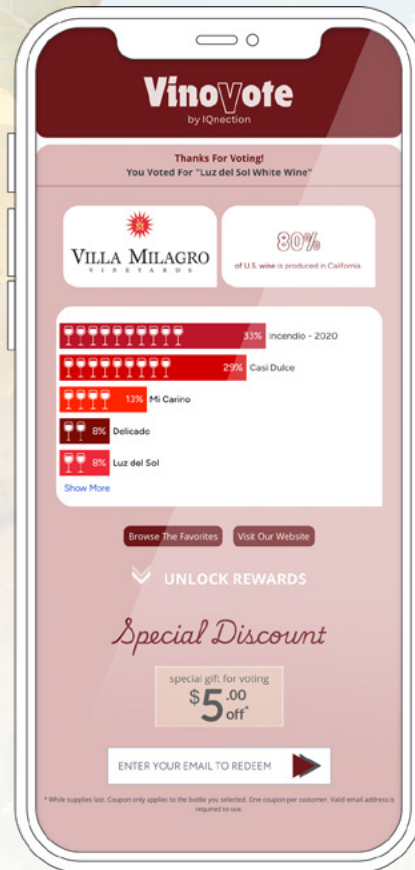 VinoVote
by IQnection
Thanks For Voting!
You Voted For "Luz del Sol White Wine"
VILLA MILAGRO
VINEYARDS
80%
of U.S. wine is produced in California.
33% Incendio - 2020
29% Casi Dulce
13% Mi Carino
8% Delicado
8% Luz del Sol
Show More
Browse The Favorites
Visit Our Website
UNLOCK REWARDS
Special Discount
special gift for voting
$5.00
off*
ENTER YOUR EMAIL TO REDEEM
* While supplies last. Coupon only applies to the bottle you selected. One coupon per customer. Valid email address is
required to use.